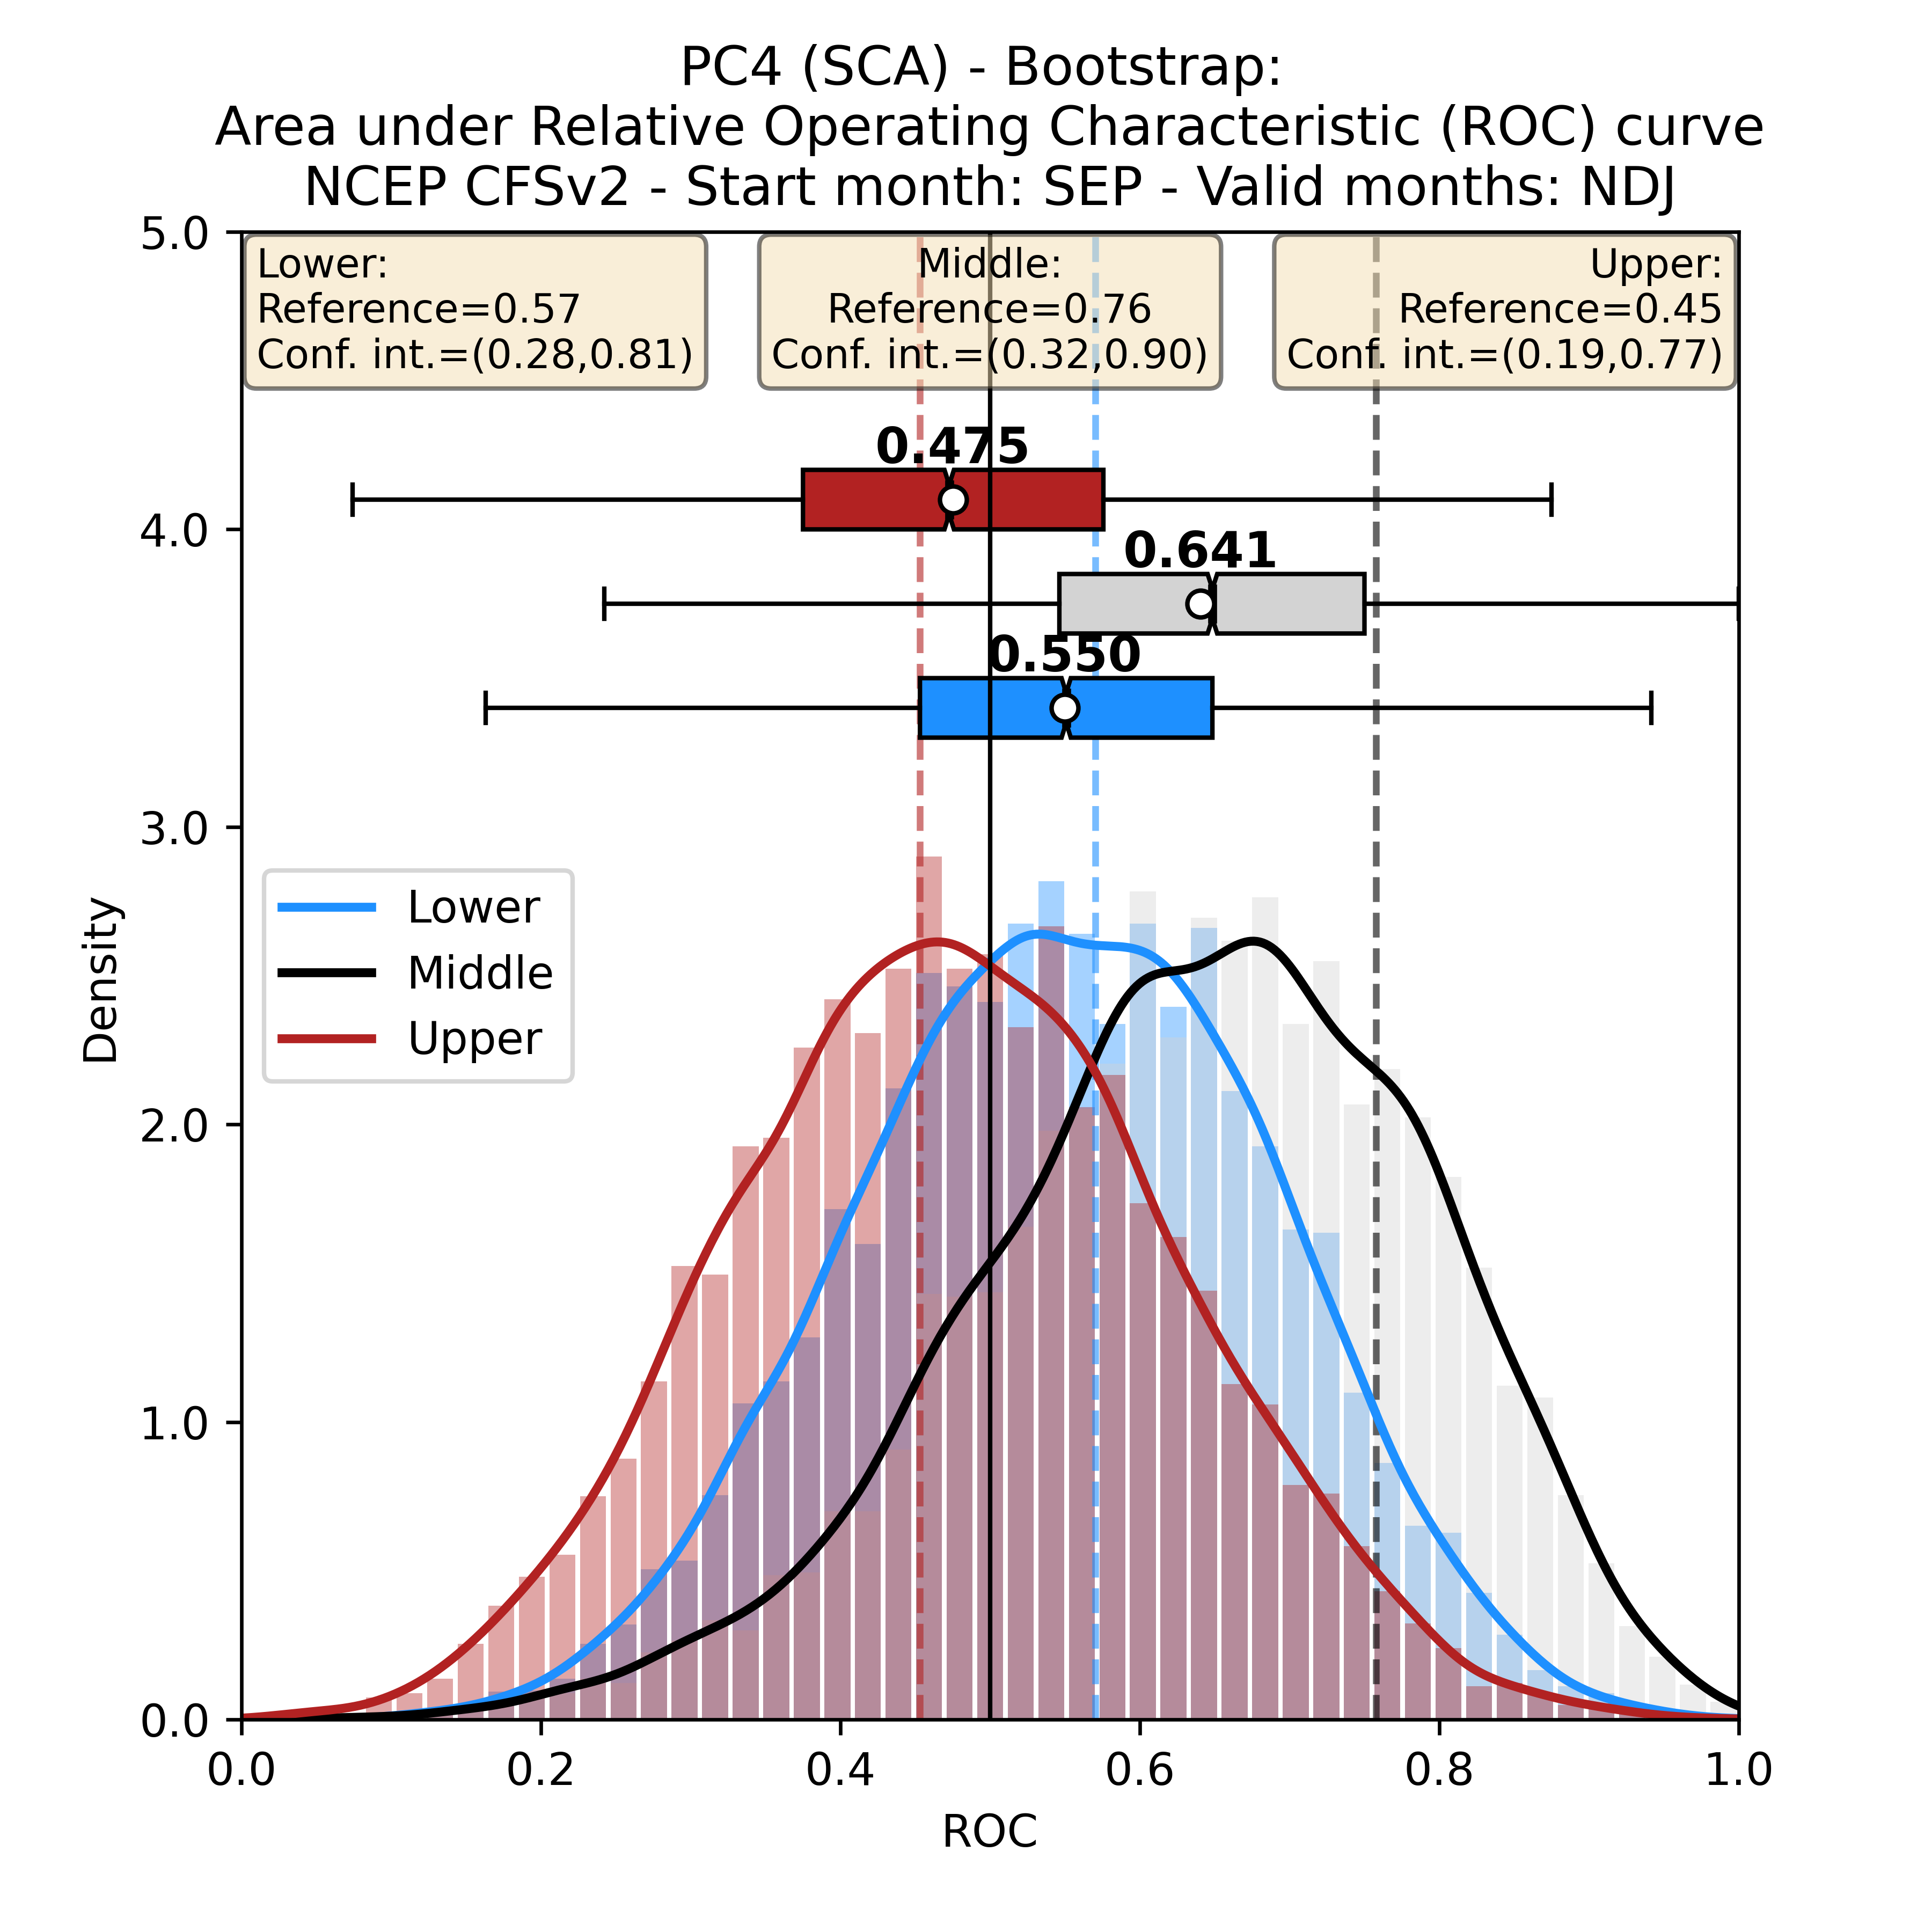 PC4 (SCA) - Bootstrap:
Area under Relative Operating Characteristic (ROC) curve
NCEP CFSv2 - Start month: SEP - Valid months: NDJ
5.0
Lower:
Reference=0.57
Conf. int.=(0.28,0.81)
Middle:
Reference=0.76
Conf. int.=(0.32,0.90)
Upper:
Reference=0.45
Conf. int.=(0.19,0.77)
0.475
4.0
0.641
0.550
3.0
Density
Lower
Middle
Upper
2.0
1.0
0.0
0.0 0.2 0.4 0.6 0.8 1.0
ROC